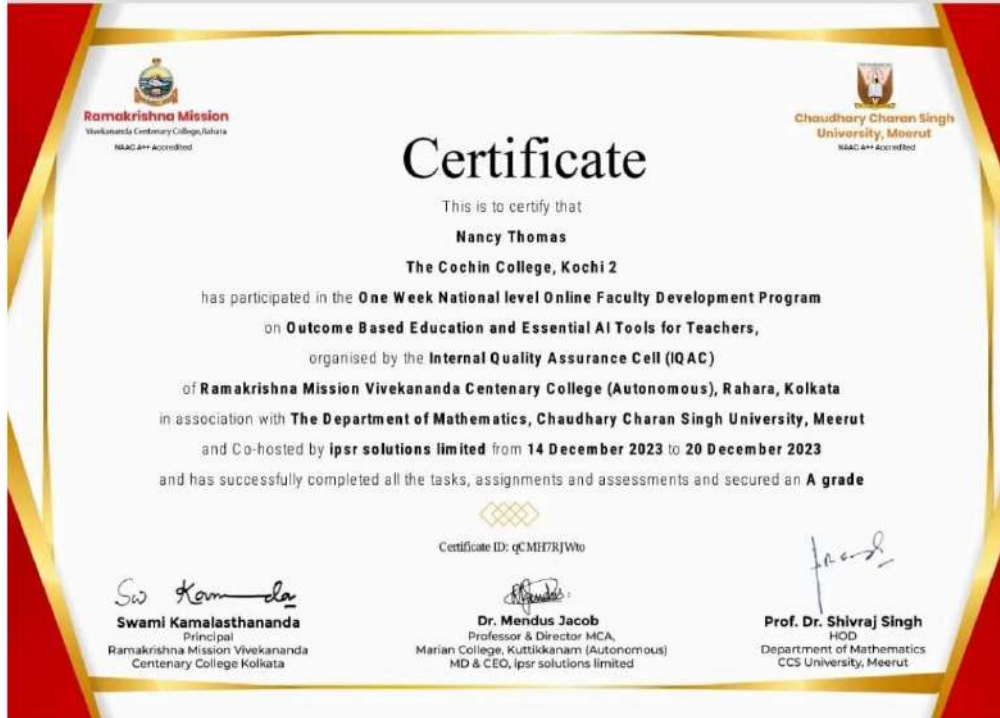 Ramakrishna Mission
Vivekananda Centenary College, Rahara
NAAC A++ Accredited
Chaudhary Charan Singh
University, Meerut
NAAC A++ Accredited
Certificate
This is to certify that
Nancy Thomas
The Cochin College, Kochi 2
has participated in the One Week National level Online Faculty Development Program
on Outcome Based Education and Essential AI Tools for Teachers,
organised by the Internal Quality Assurance Cell (IQAC)
of Ramakrishna Mission Vivekananda Centenary College (Autonomous), Rahara, Kolkata
in association with The Department of Mathematics, Chaudhary Charan Singh University, Meerut
and Co-hosted by ipsr solutions limited from 14 December 2023 to 20 December 2023
and has successfully completed all the tasks, assignments and assessments and secured an A grade
Certificate ID: qCMH7RJWto
Swami Kamalasthananda
Principal
Ramakrishna Mission Vivekananda
Centenary College Kolkata
Dr. Mendus Jacob
Professor & Director MCA,
Marian College, Kuttikkanam (Autonomous)
MD & CEO, ipsr solutions limited
Prof. Dr. Shivraj Singh
HOD
Department of Mathematics
CCS University, Meerut